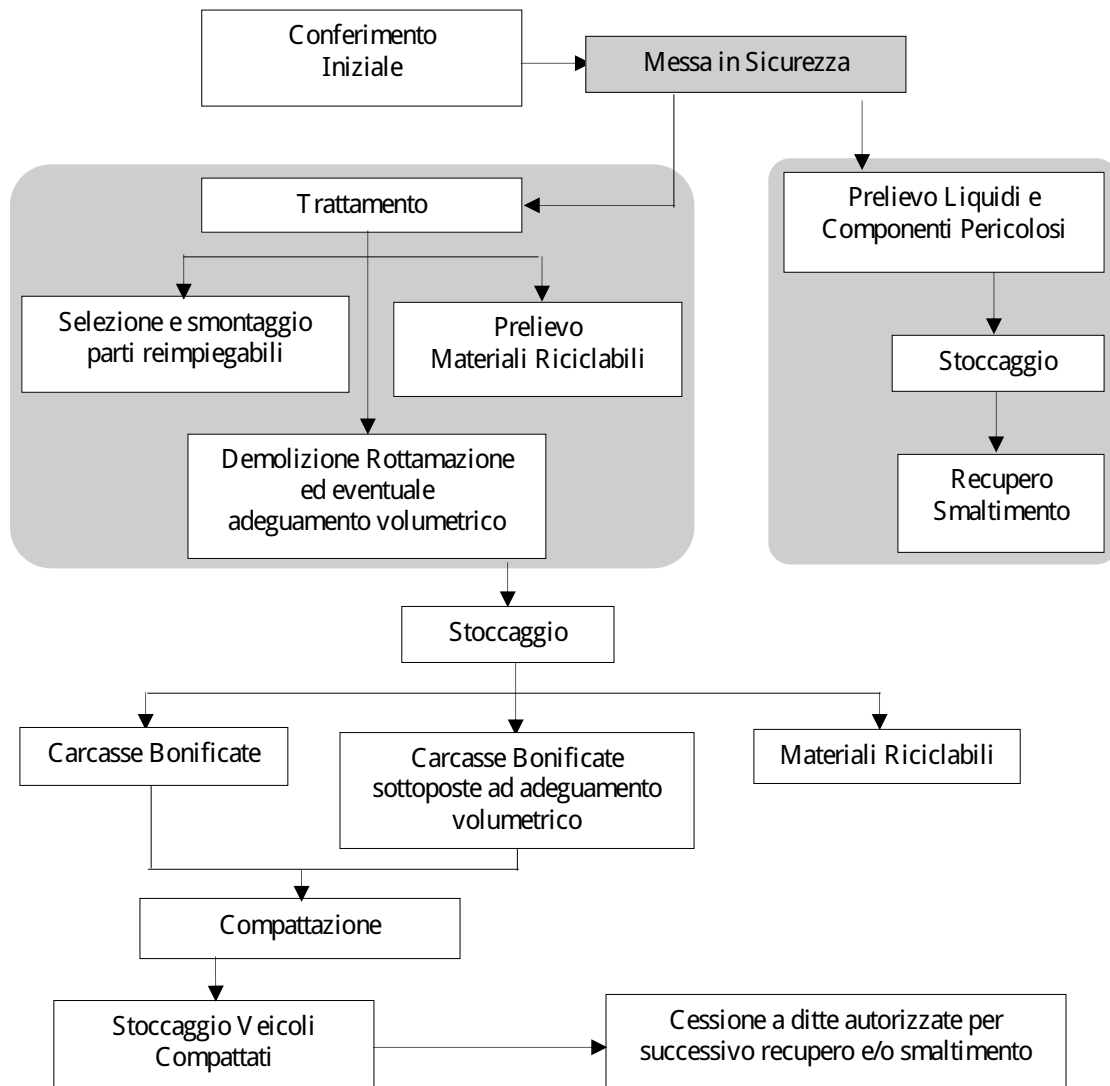 Conferimento
Iniziale
Messa in Sicurezza
Trattamento
Prelievo Liquidi e
Componenti Pericolosi
Selezione e smontaggio
parti reimpiegabili
Prelievo
Materiali Riciclabili
Stoccaggio
Demolizione Rottamazione
ed eventuale
adeguamento volumetrico
Recupero
Smaltimento
Stoccaggio
Carcasse Bonificate
Carcasse Bonificate
sottoposte ad adeguamento
volumetrico
Materiali Riciclabili
Compattazione
Stoccaggio Veicoli
Compattati
Cessione a ditte autorizzate per
successivo recupero e/o smaltimento